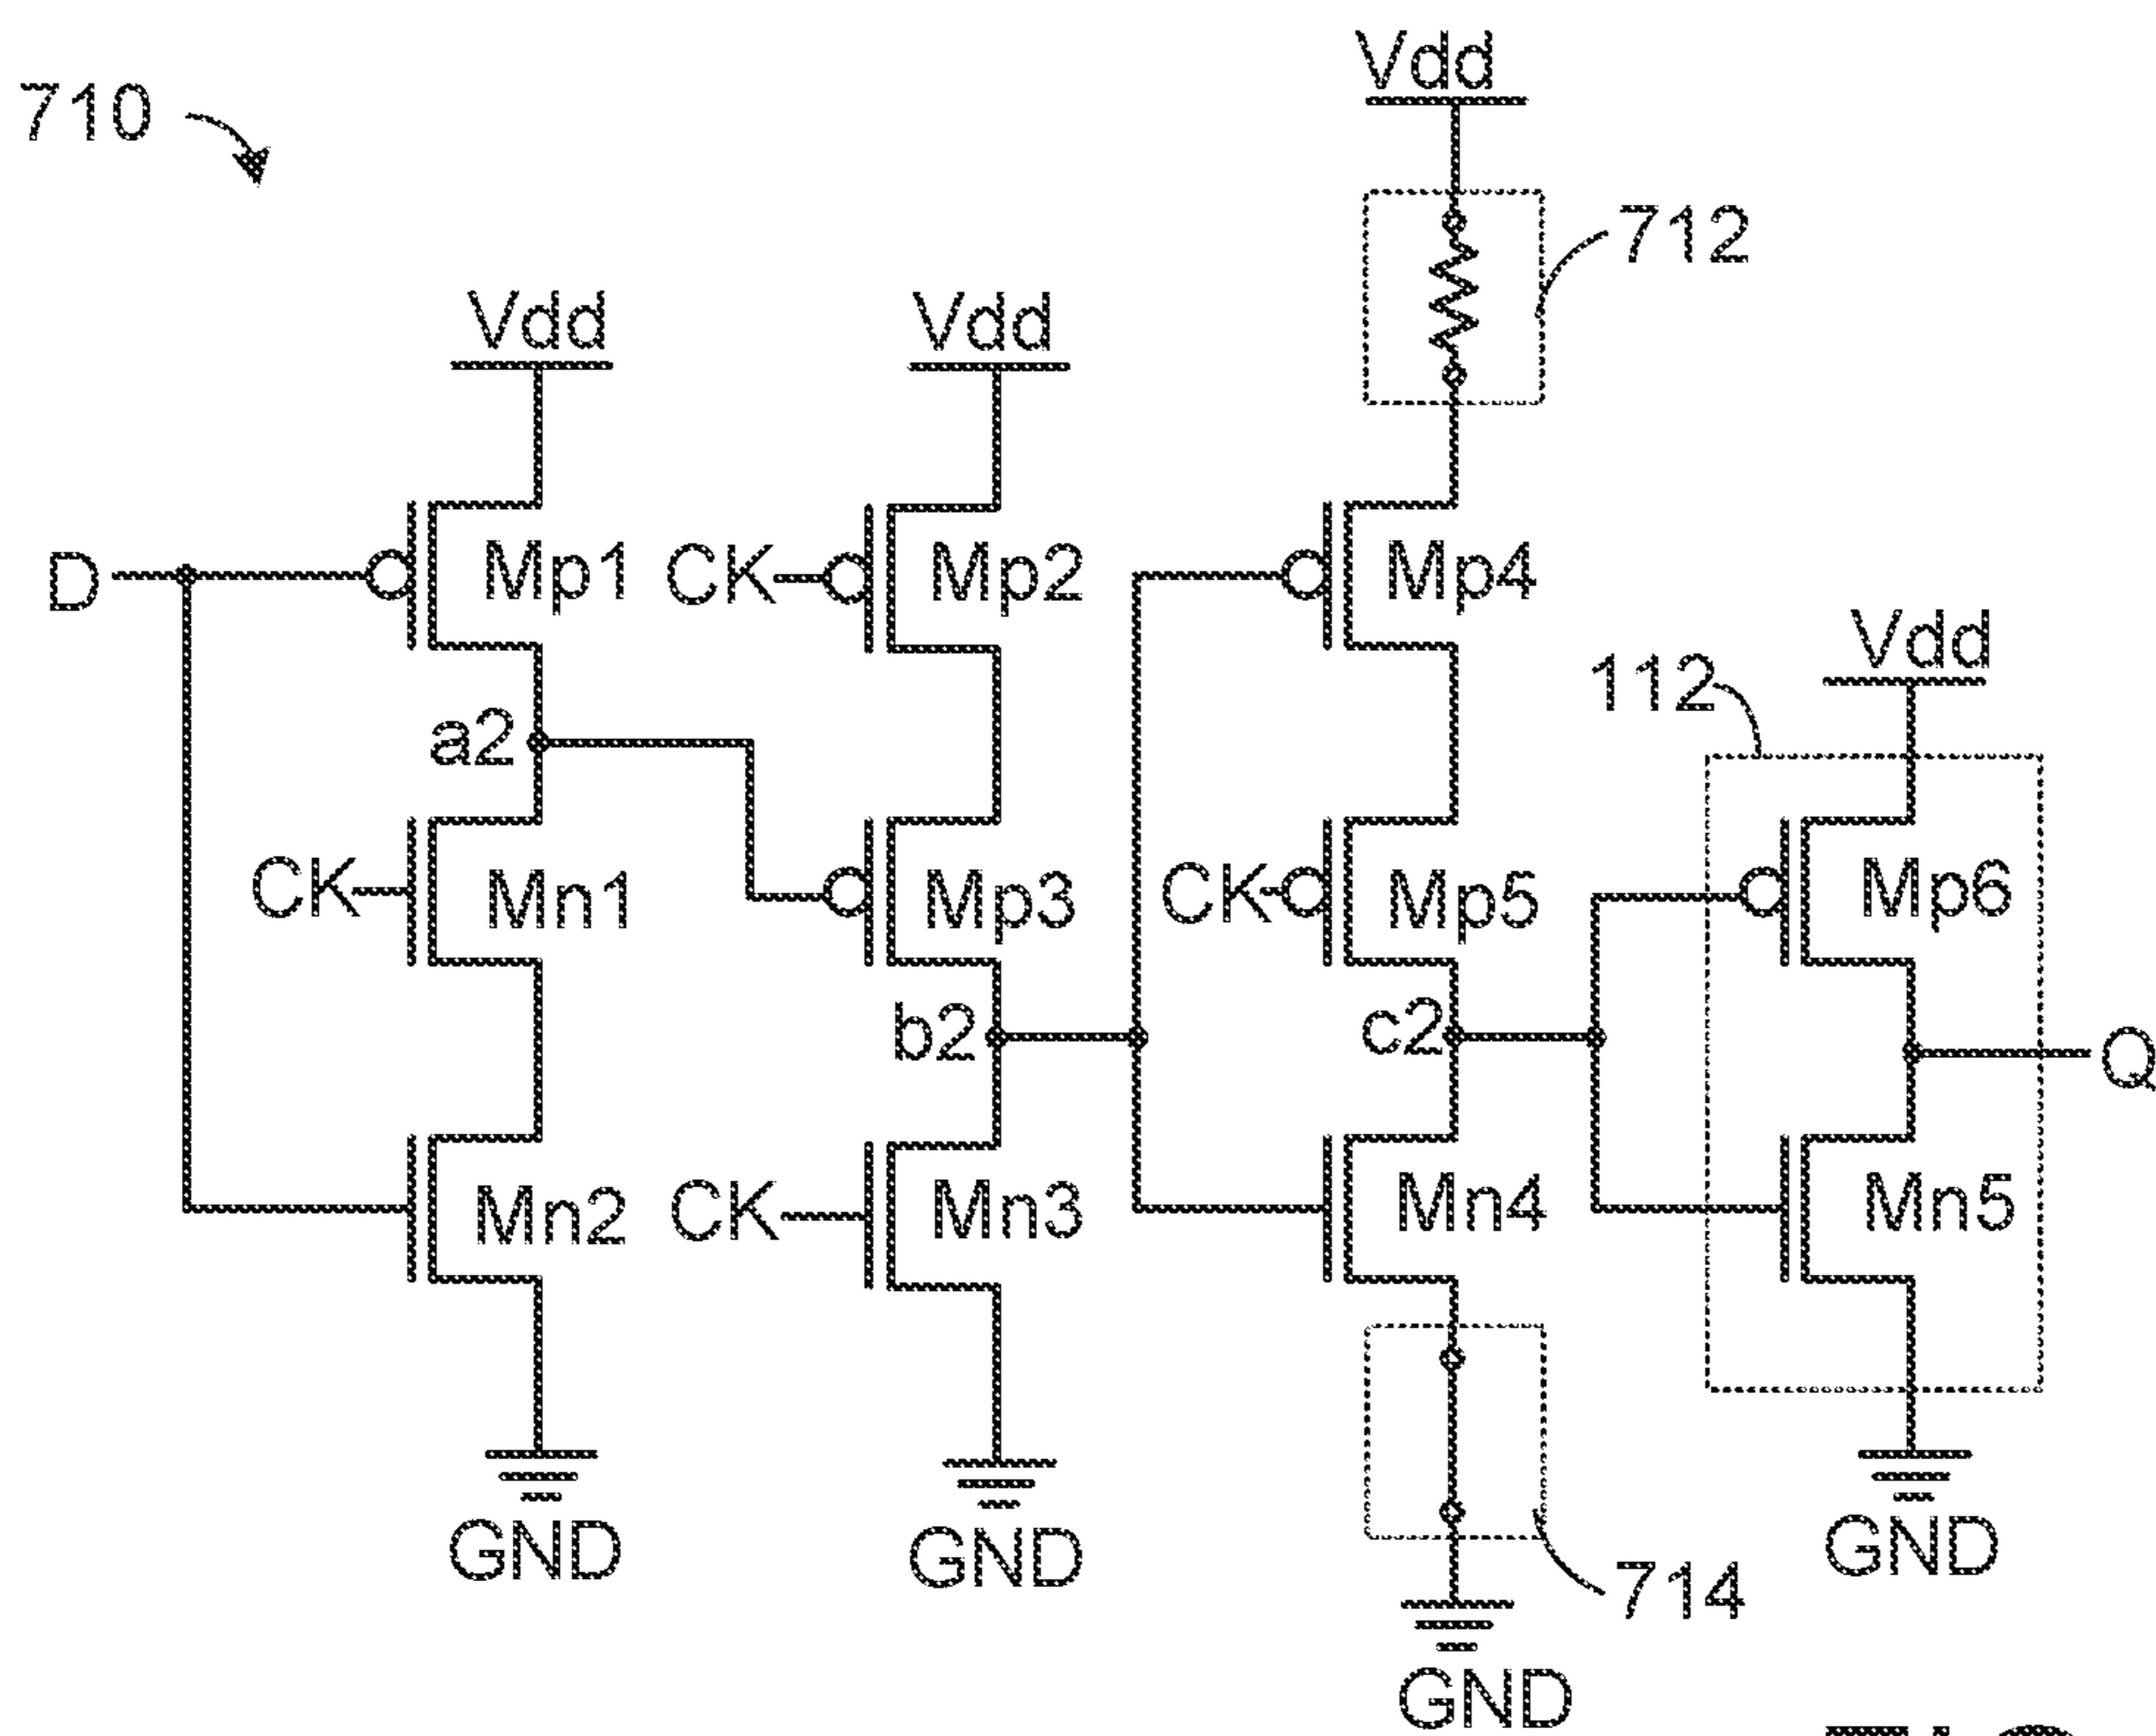 710
Vdd
712
Vdd
Vdd
D
Mp1
CK
Mp2
Mp4
Vdd
112
a2
CK
Mn1
Mp3
CK
Mp5
Mp6
b2
c2
Q
Mn2
CK
Mn3
Mn4
Mn5
GND
GND
GND
714
GND